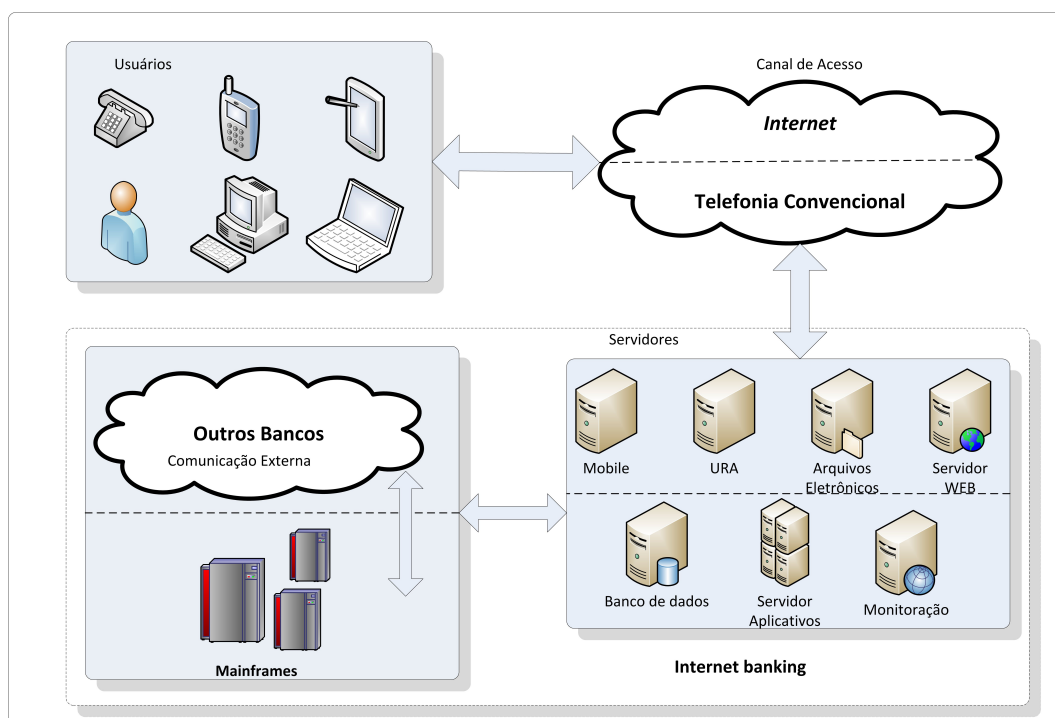 Usuários
Canal de Acesso
Internet
Telefonia Convencional
Servidores
Outros Bancos
Comunicação Externa
Mobile
URA
Arquivos
Eletrônicos
Servidor
WEB
Banco de dados
Servidor
Aplicativos
Monitoração
Mainframes
Internet banking